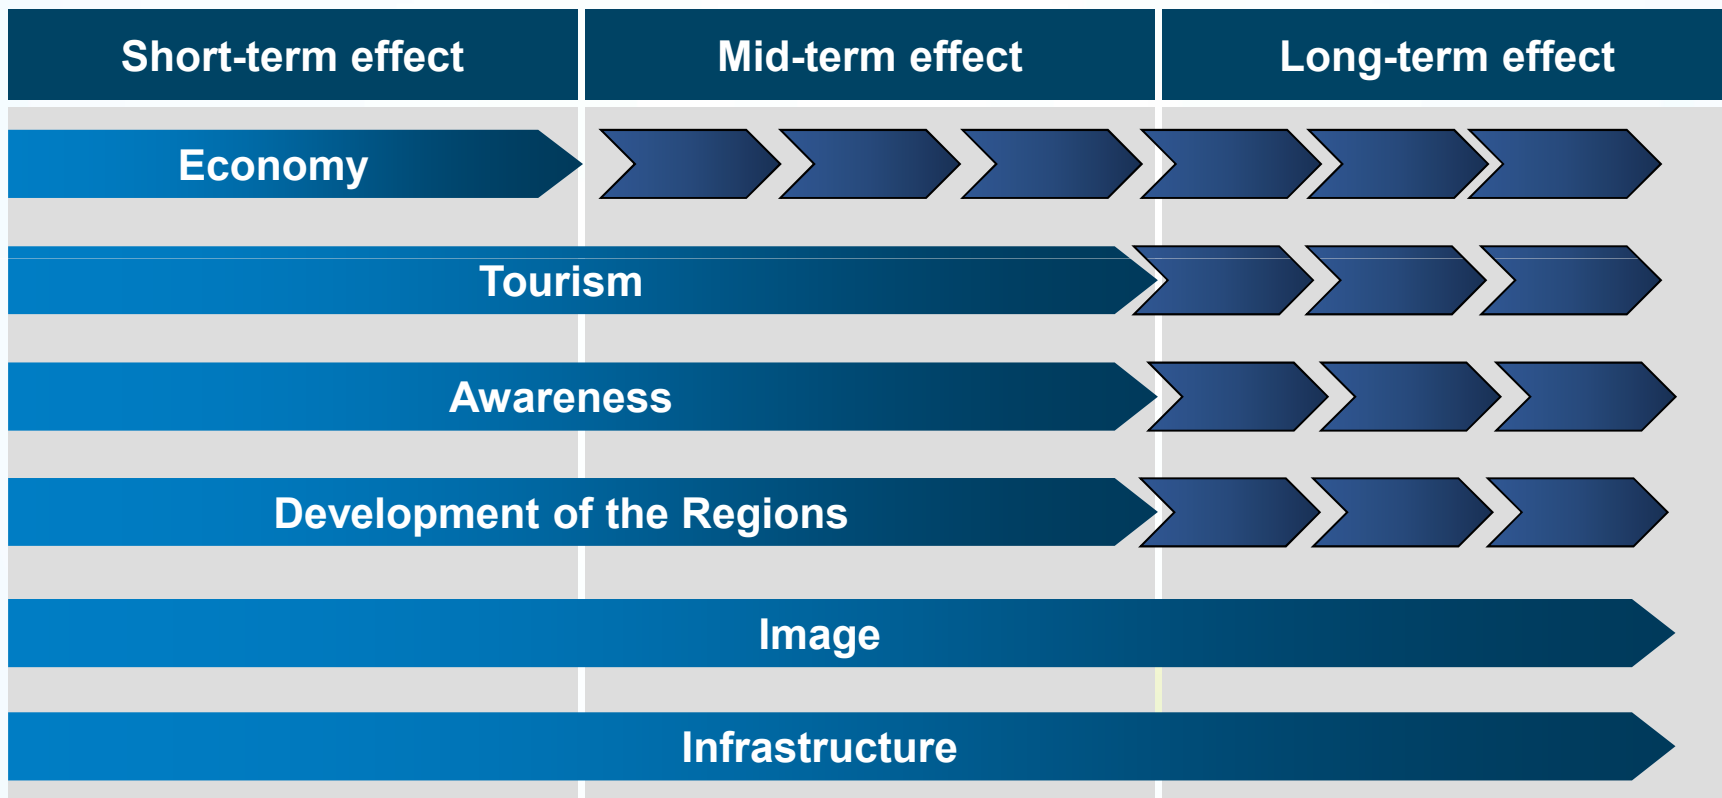 Short-term effect
Mid-term effect
Long-term effect
Economy
Tourism
Awareness
Development of the Regions
Image
Infrastructure